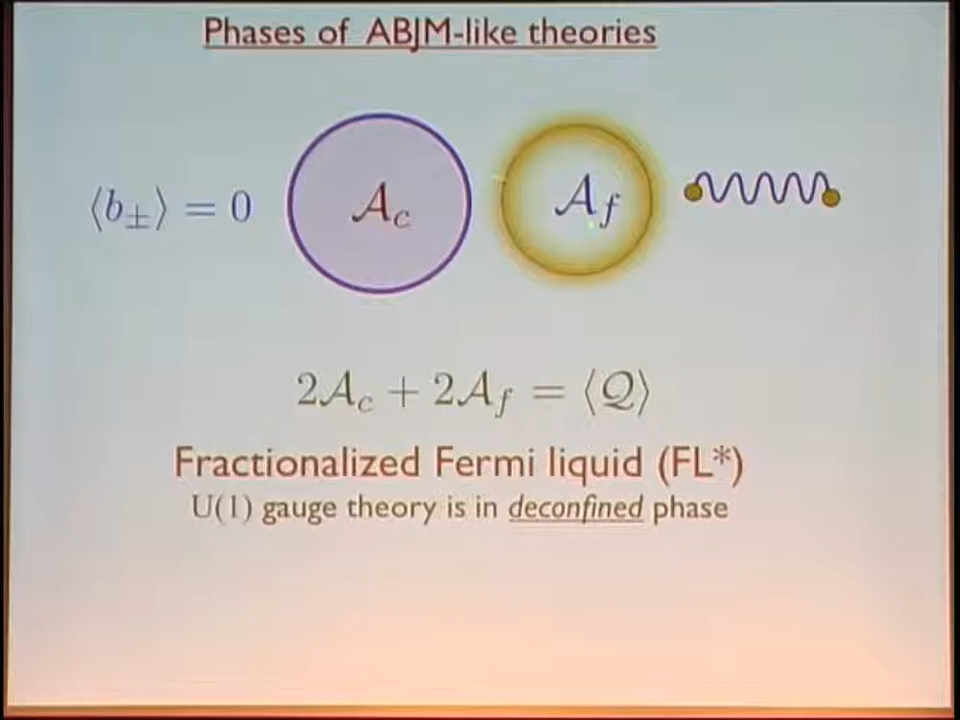 Phases of ABJM-like theories
⟨b±⟩ = 0
𝒜c
𝒜f
2𝒜c + 2𝒜f = ⟨𝒬⟩
Fractionalized Fermi liquid (FL*)
U(1) gauge theory is in deconfined phase